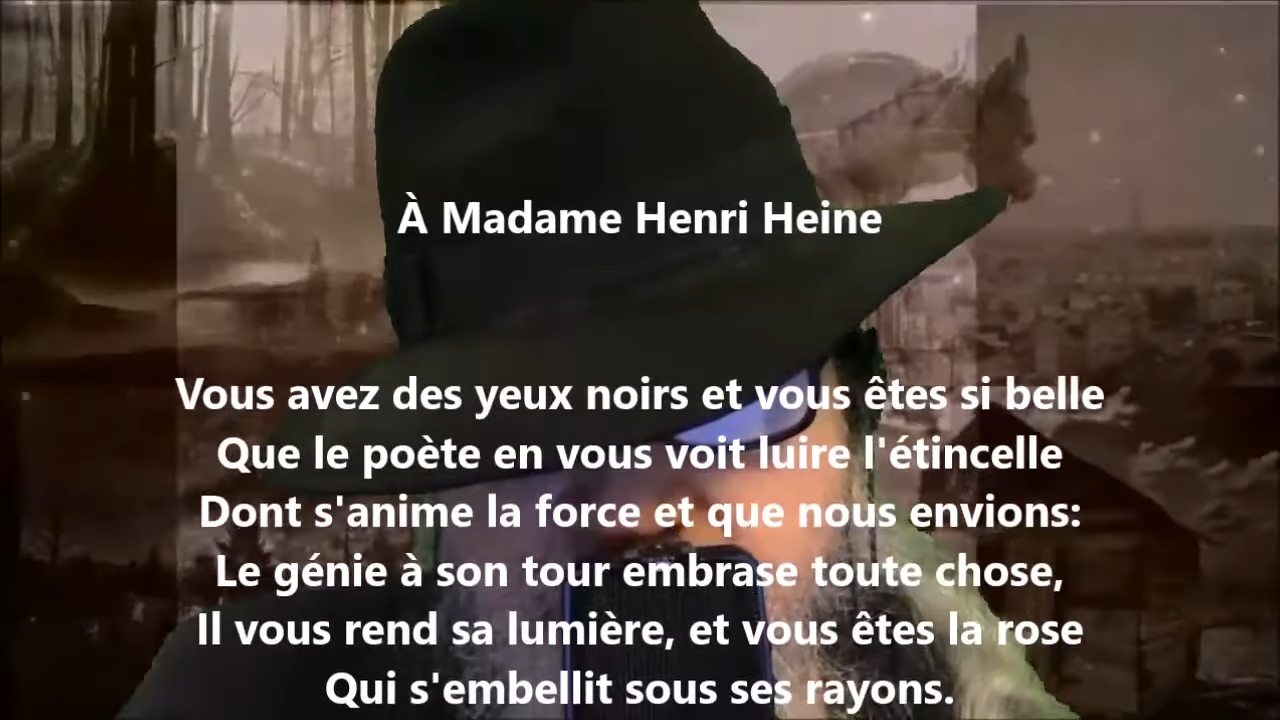 À Madame Henri Heine
Vous avez des yeux noirs et vous êtes si belle
Que le poète en vous voit luire l'étincelle
Dont s'anime la force et que nous envions:
Le génie à son tour embrase toute chose,
Il vous rend sa lumière, et vous êtes la rose
Qui s'embellit sous ses rayons.